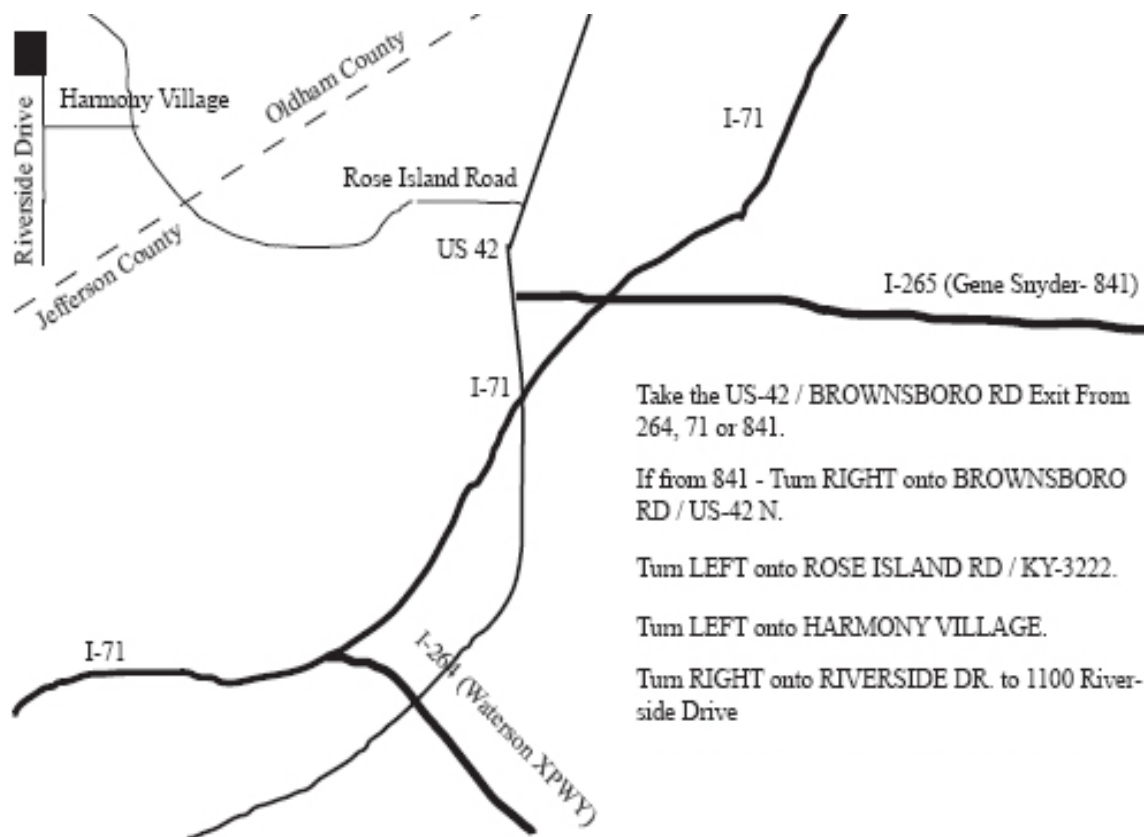 Oldham County
I-71
Harmony Village
Riverside Drive
Rose Island Road
Jefferson County
US 42
I-265 (Gene Snyder- 841)
I-71
Take the US-42 / BROWNSBORO RD Exit From
264, 71 or 841.
If from 841 - Turn RIGHT onto BROWNSBORO
RD / US-42 N.
Turn LEFT onto ROSE ISLAND RD / KY-3222.
Turn LEFT onto HARMONY VILLAGE.
I-71
I-264 (Waterson XPWY)
Turn RIGHT onto RIVERSIDE DR. to 1100 River-
side Drive